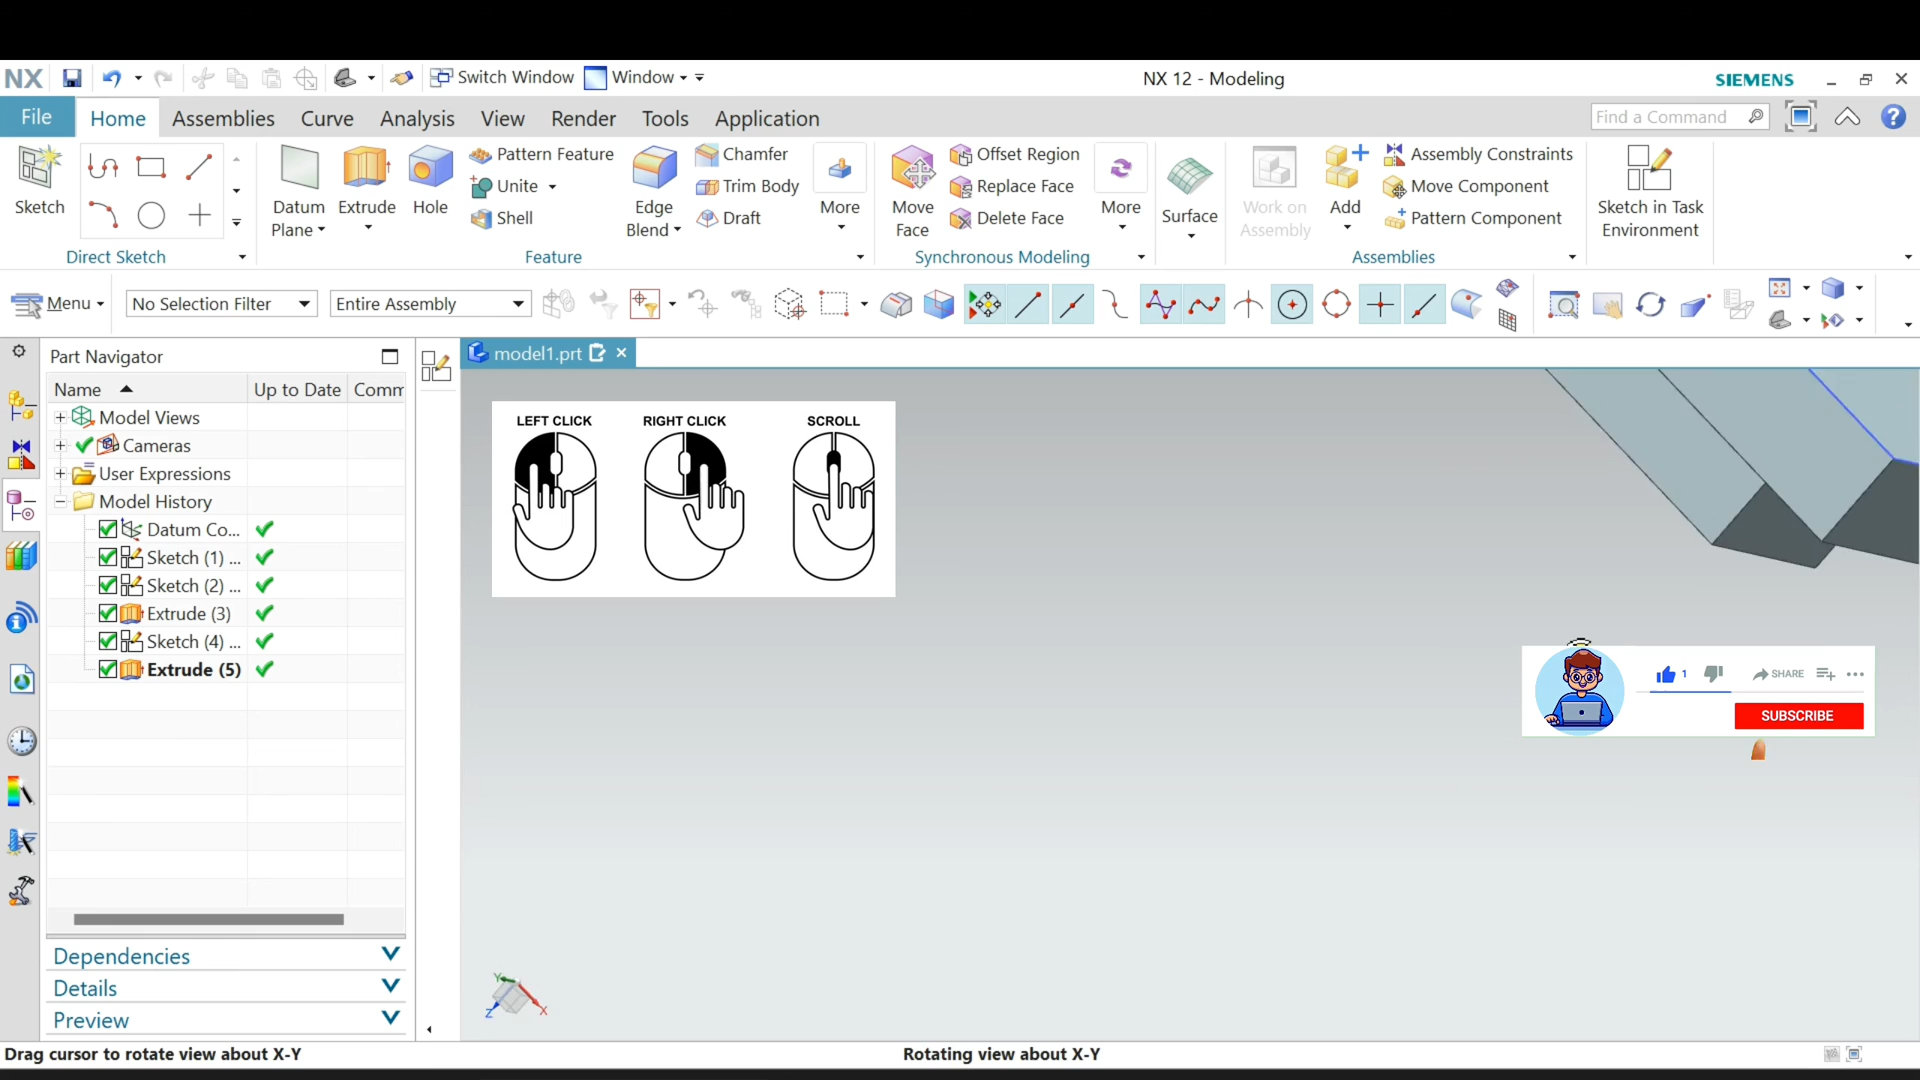 NX Switch Window Window NX 12 - Modeling SIEMENS
File Home Assemblies Curve Analysis View Render Tools Application Find a Command
Sketch
Direct Sketch
Datum Plane
Extrude
Hole
Pattern Feature
Unite
Shell
Edge Blend
Chamfer
Trim Body
Draft
More
Feature
Move Face
Offset Region
Replace Face
Delete Face
More
Synchronous Modeling
Surface
Work on Assembly
Add
Assembly Constraints
Move Component
Pattern Component
Assemblies
Sketch in Task Environment
Menu No Selection Filter Entire Assembly
Part Navigator
Name Up to Date Comm
Model Views
Cameras
User Expressions
Model History
Datum Co...
Sketch (1) ...
Sketch (2) ...
Extrude (3)
Sketch (4) ...
Extrude (5)
Dependencies
Details
Preview
model1.prt
LEFT CLICK RIGHT CLICK SCROLL
1 SHARE
SUBSCRIBE
Y
Z X
Drag cursor to rotate view about X-Y Rotating view about X-Y